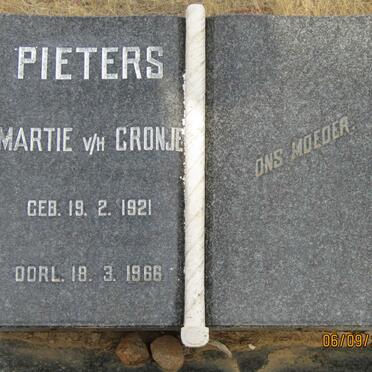 PIETERS
MARTIE v/H CRONJE
GEB. 19. 2. 1921
OORL. 18. 3. 1966
ONS MOEDER.
06/09/